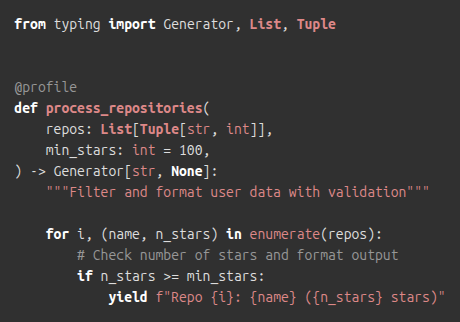 from typing import Generator, List, Tuple
@profile
def process_repositories(
    repos: List[Tuple[str, int]],
    min_stars: int = 100,
) -> Generator[str, None]:
    """Filter and format user data with validation"""
    for i, (name, n_stars) in enumerate(repos):
        # Check number of stars and format output
        if n_stars >= min_stars:
            yield f"Repo {i}: {name} ({n_stars} stars)"